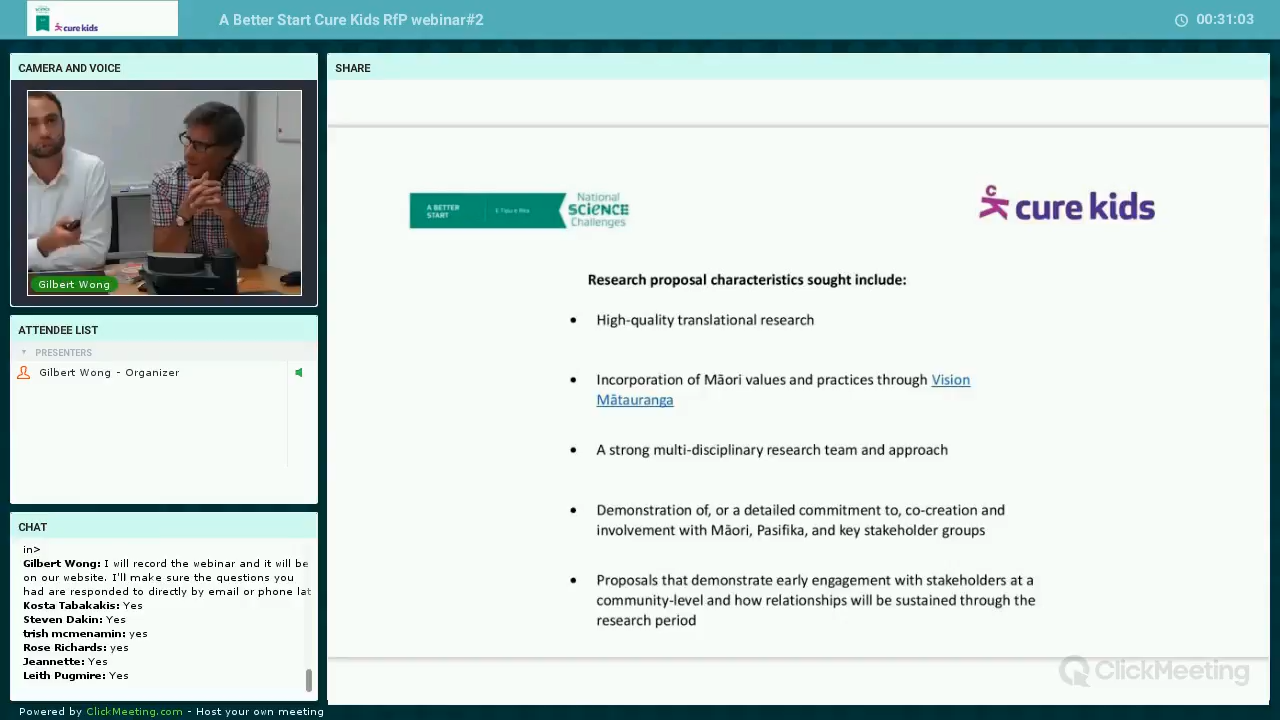 cure kids
A Better Start Cure Kids RfP webinar#2
00:31:03
CAMERA AND VOICE
Gilbert Wong
ATTENDEE LIST
PRESENTERS
Gilbert Wong - Organizer
CHAT
in>
Gilbert Wong: I will record the webinar and it will be
on our website. I'll make sure the questions you
had are responded to directly by email or phone lat
Kosta Tabakakis: Yes
Steven Dakin: Yes
trish mcmenamin: yes
Rose Richards: yes
Jeannette: Yes
Leith Pugmire: Yes
SHARE
A BETTER
START
National
SCIENCE
Challenges
cure kids
Research proposal characteristics sought include:
• High-quality translational research
• Incorporation of Māori values and practices through Vision
Mātauranga
• A strong multi-disciplinary research team and approach
• Demonstration of, or a detailed commitment to, co-creation and
involvement with Māori, Pasifika, and key stakeholder groups
• Proposals that demonstrate early engagement with stakeholders at a
community-level and how relationships will be sustained through the
research period
ClickMeeting
Powered by ClickMeeting.com - Host your own meeting